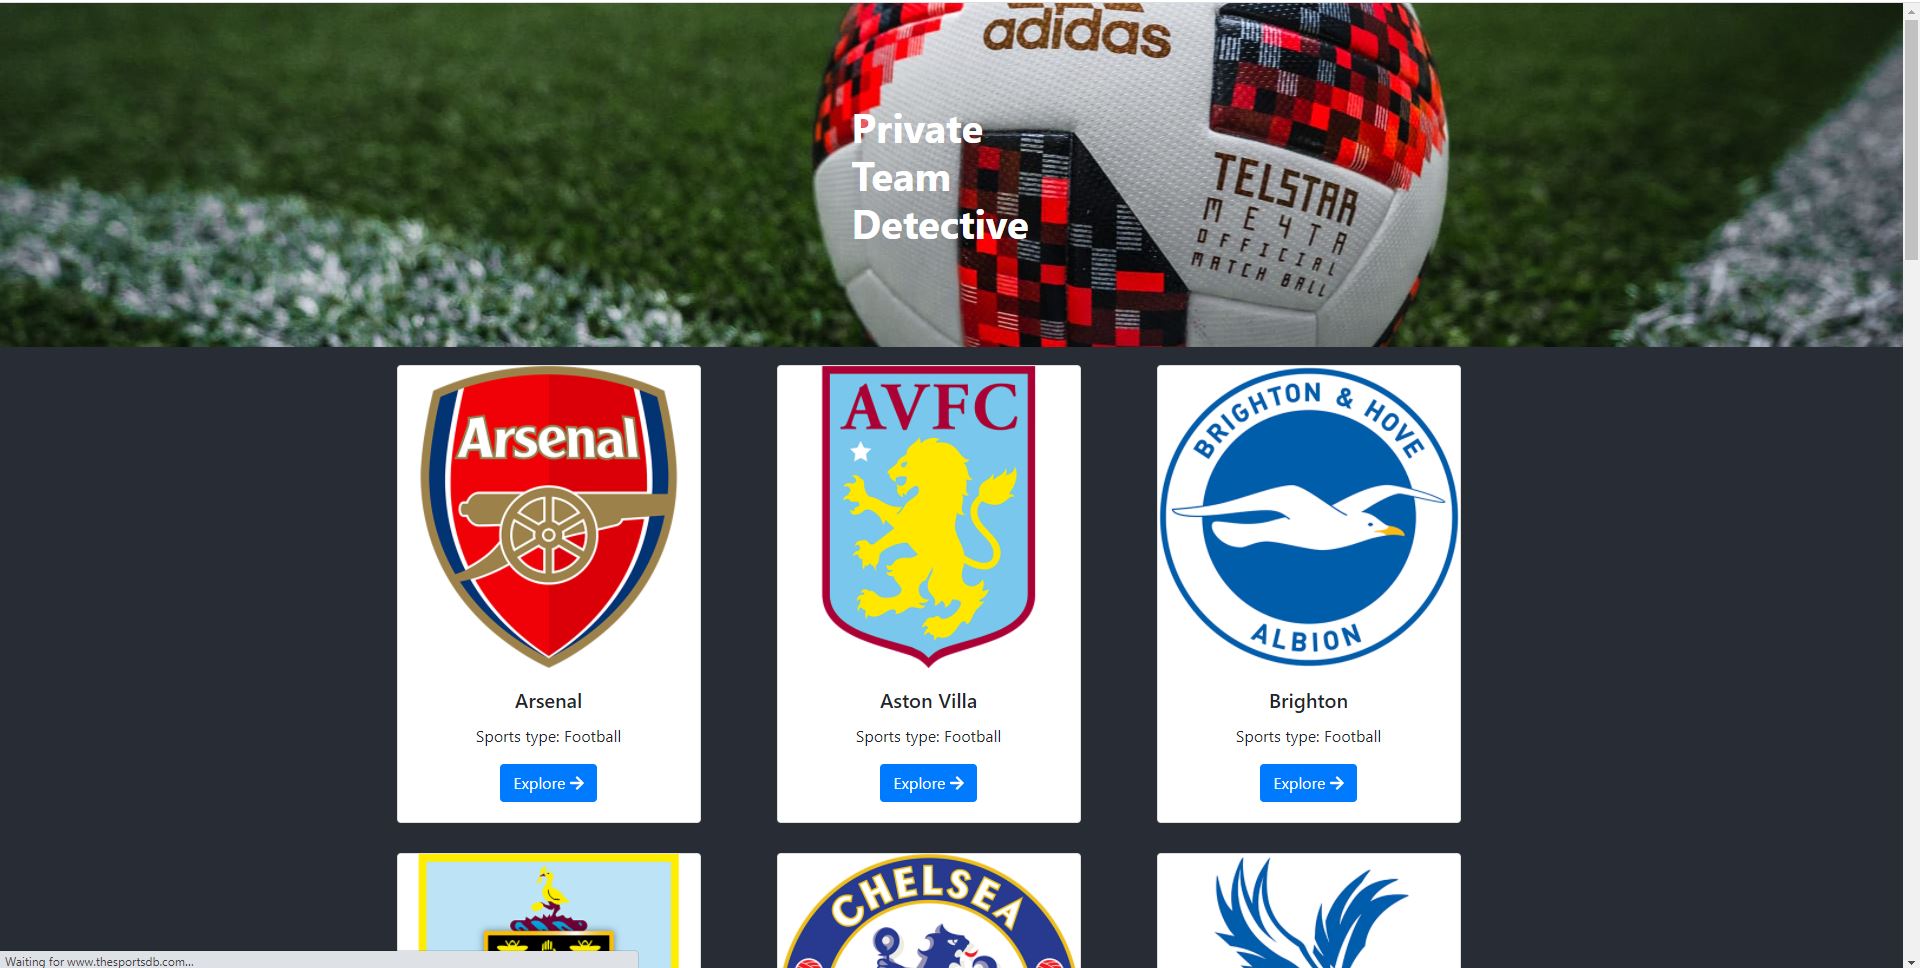 adidas
Private
Team
Detective
TELSTAR
ME4TA
OFFICIAL
MATCH BALL
Arsenal
AVFC
BRIGHTON & HOVE
ALBION
Arsenal
Aston Villa
Brighton
Sports type: Football
Sports type: Football
Sports type: Football
Explore
Explore
Explore
CHELSEA
Waiting for www.thesportsdb.com...